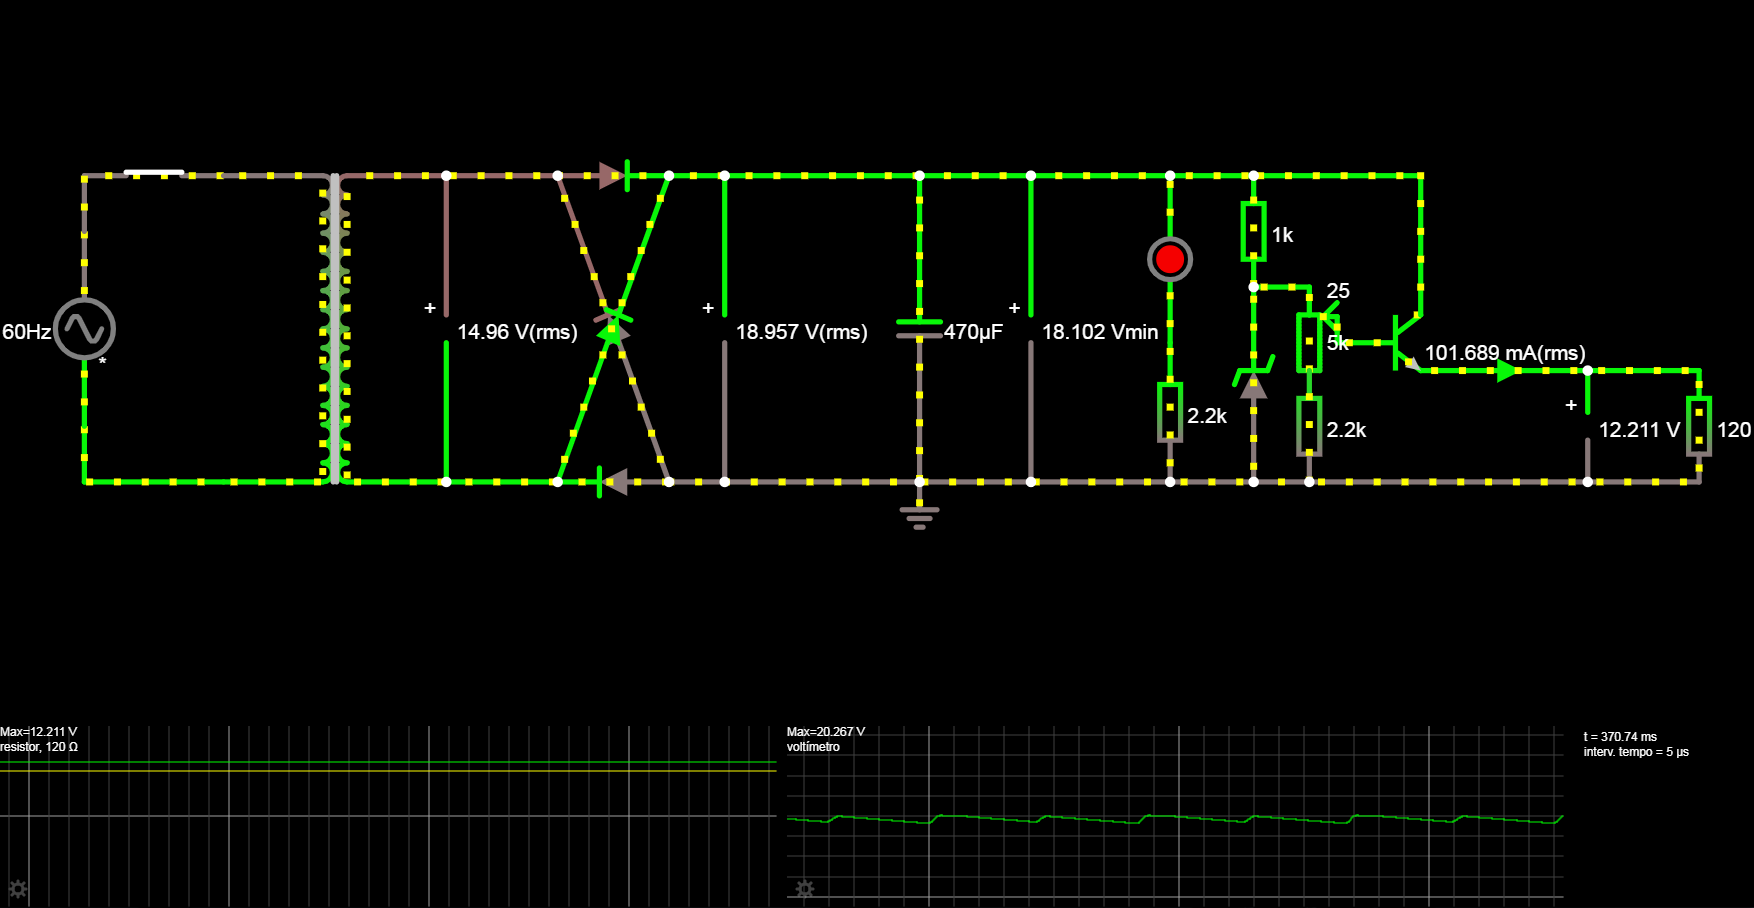 1k
25
60Hz
*
+
14.96 V(rms)
+
18.957 V(rms)
470µF
+
18.102 Vmin
5k
101.689 mA(rms)
2.2k
2.2k
+
12.211 V
120
Max=12.211 V
resistor, 120 Ω
Max=20.267 V
voltímetro
t = 370.74 ms
interv. tempo = 5 µs